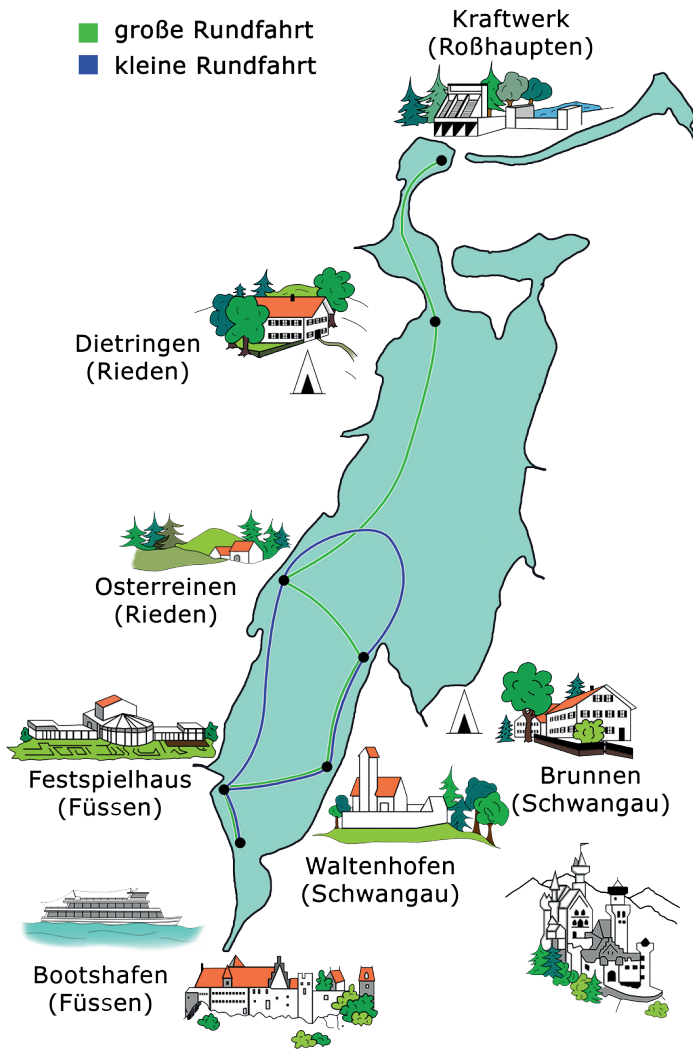 große Rundfahrt
kleine Rundfahrt
Kraftwerk
(Roßhaupten)
Dietringen
(Rieden)
Osterreinen
(Rieden)
Festspielhaus
(Füssen)
Brunnen
(Schwangau)
Waltenhofen
(Schwangau)
Bootshafen
(Füssen)